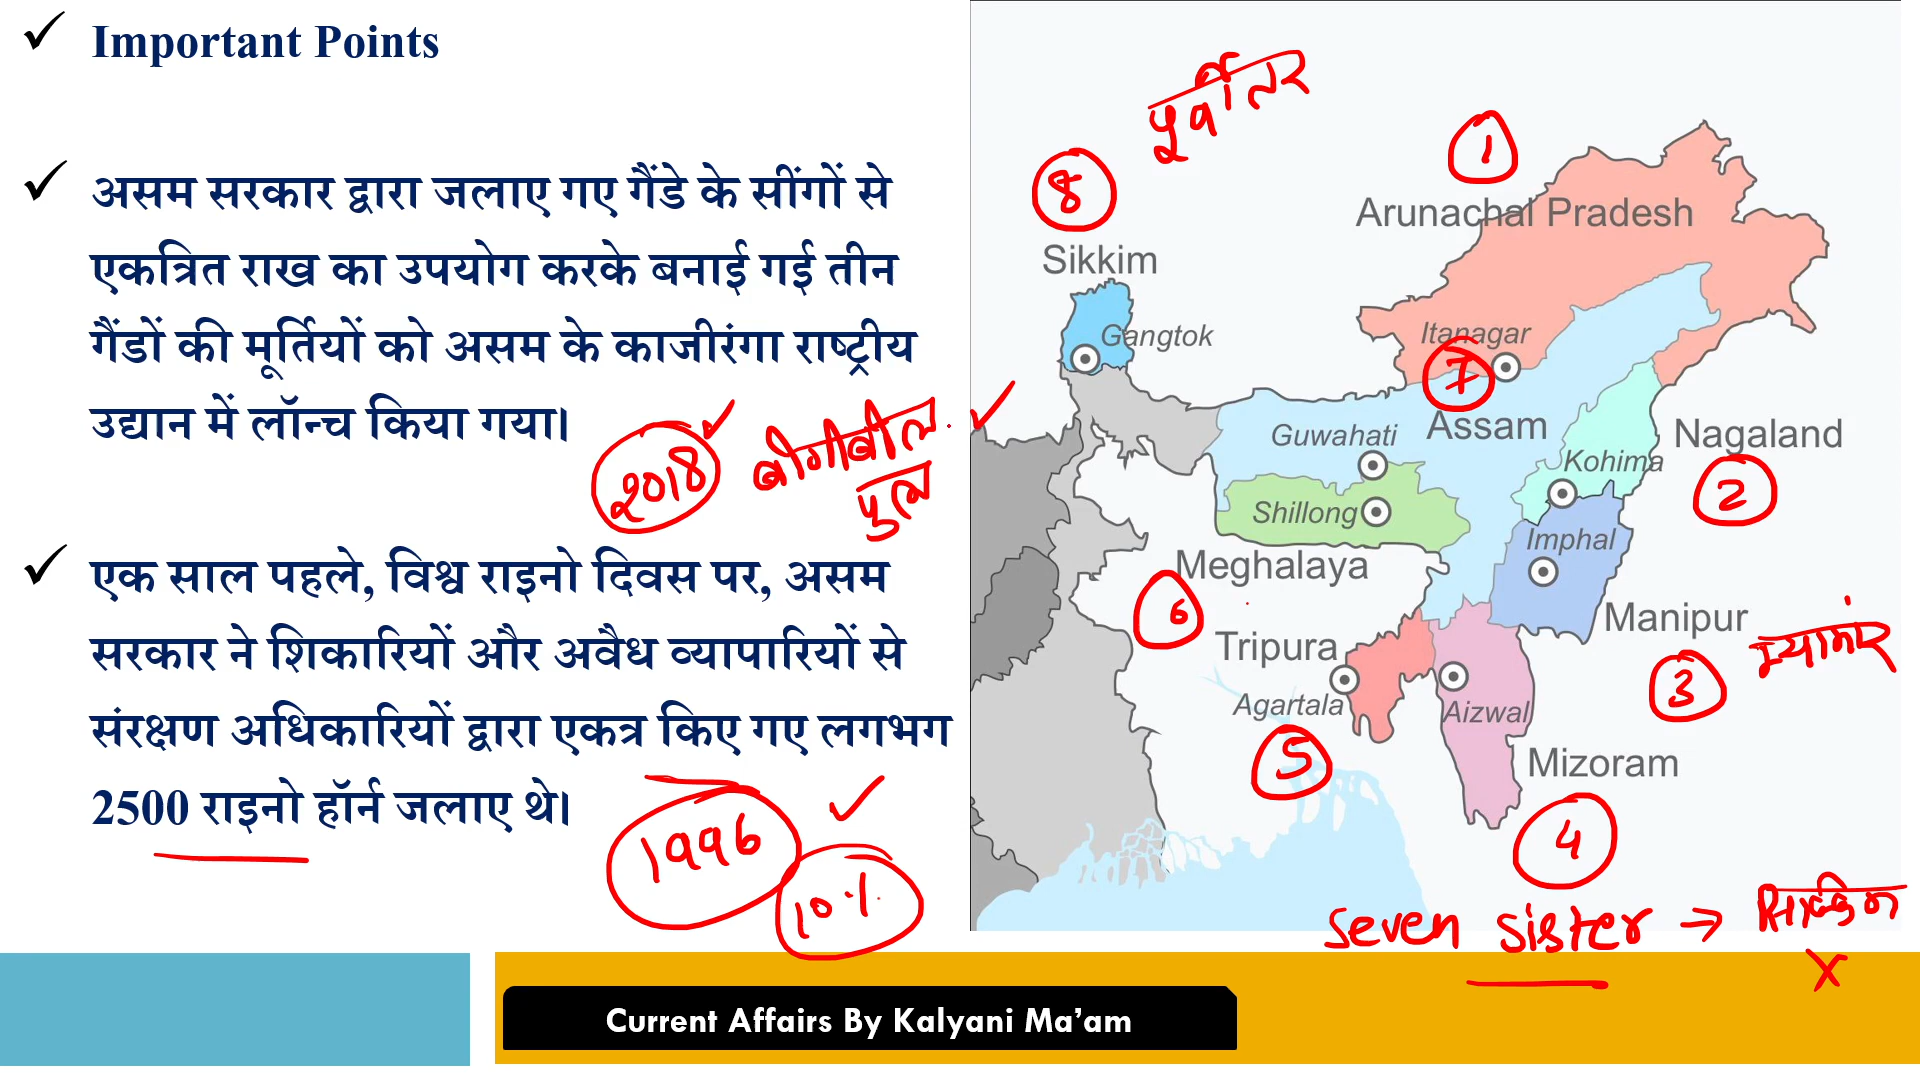 Important Points
असम सरकार द्वारा जलाए गए गैंडे के सींगों से
एकत्रित राख का उपयोग करके बनाई गई तीन
गैंडों की मूर्तियों को असम के काजीरंगा राष्ट्रीय
उद्यान में लॉन्च किया गया।
2018
बोगीबील
पुल
एक साल पहले, विश्व राइनो दिवस पर, असम
सरकार ने शिकारियों और अवैध व्यापारियों से
संरक्षण अधिकारियों द्वारा एकत्र किए गए लगभग
2500 राइनो हॉर्न जलाए थे।
1996
10%
1
8
Arunachal Pradesh
Sikkim
Itanagar
Gangtok
7
Guwahati Assam
Nagaland
Kohima
2
Shillong
Imphal
Meghalaya
6
Manipur
Tripura
3
Agartala
Aizwal
5
Mizoram
4
Seven sister →
X
Current Affairs By Kalyani Ma’am